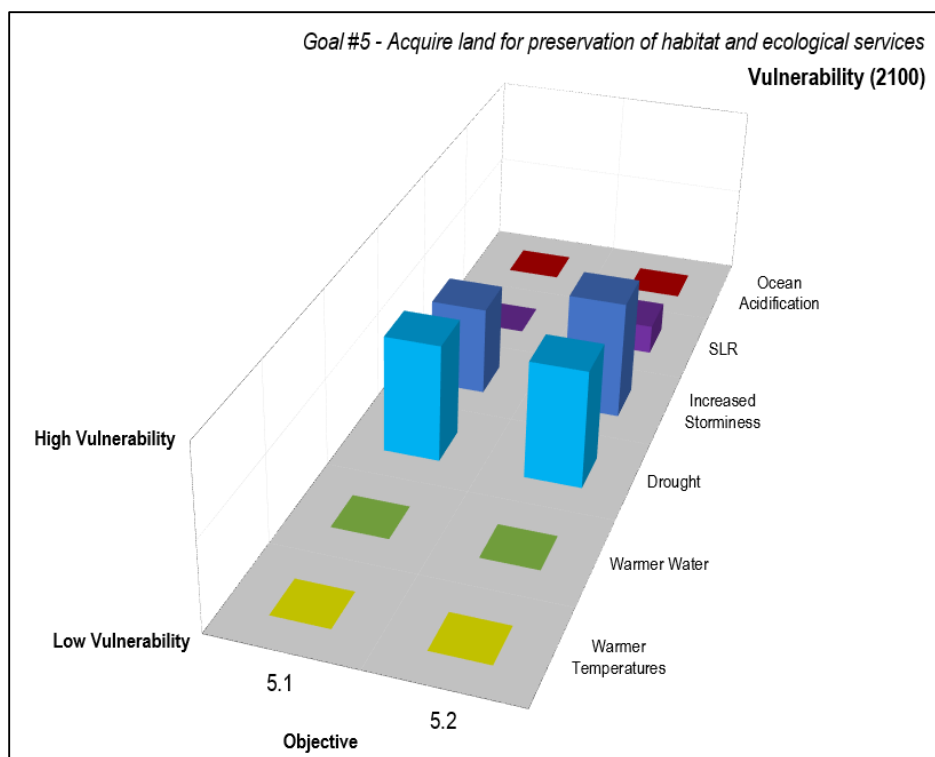 Goal #5 - Acquire land for preservation of habitat and ecological services
Vulnerability (2100)
Ocean
Acidification
SLR
Increased
Storminess
High Vulnerability
Drought
Warmer Water
Low Vulnerability
Warmer
Temperatures
5.1
5.2
Objective